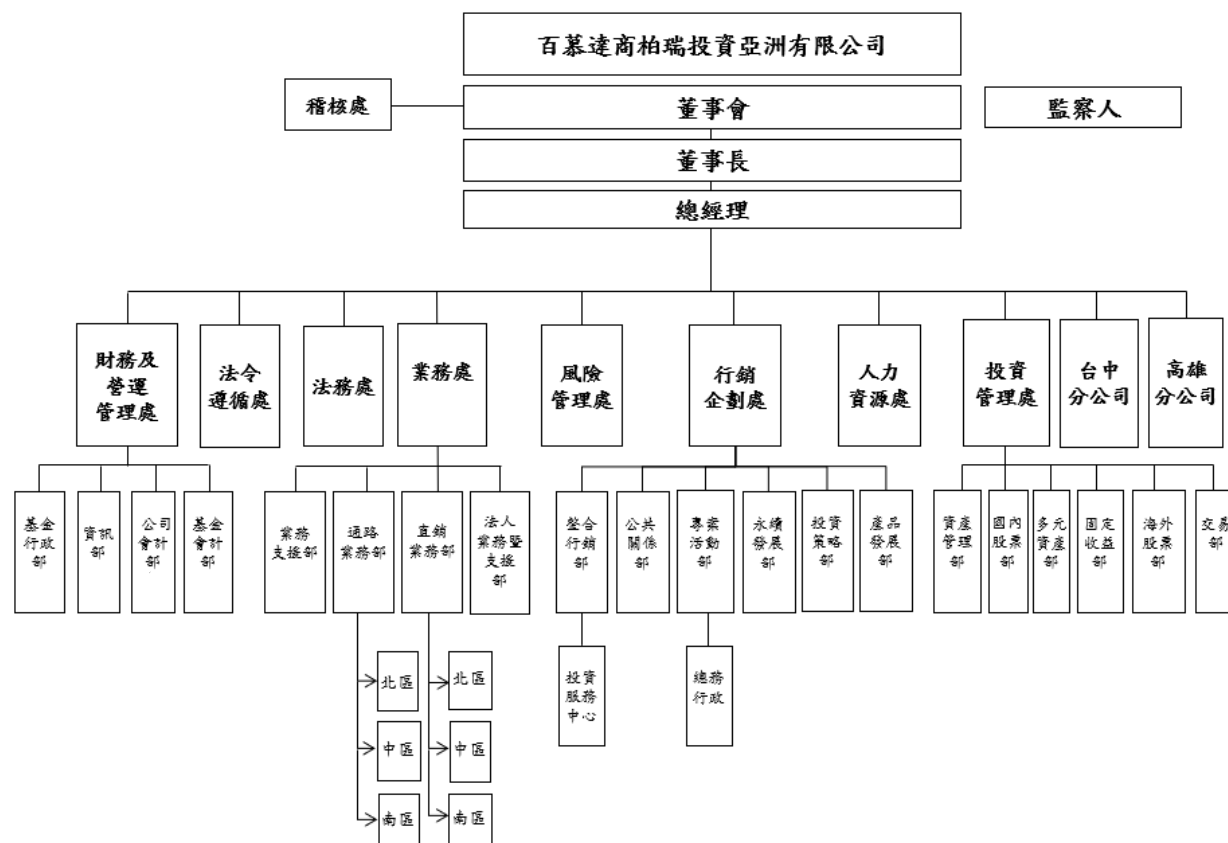 百慕達商柏瑞投資亞洲有限公司
稽核處
董事會
監察人
董事長
總經理
財務及
營運
管理處
法令
遵循處
法務處
業務處
風險
管理處
行銷
企劃處
人力
資源處
投資
管理處
台中
分公司
高雄
分公司
基金
行政
部
資訊
部
公司
會計
部
基金
會計
部
業務
支援部
通路
業務部
直銷
業務部
法人
業務暨
支援
部
整合
行銷
部
公共
關係
部
專案
活動
部
永續
發展
部
投資
策略
部
產品
發展
部
資產
管理
部
國內
股票
部
多元
資產
部
固定
收益
部
海外
股票
部
交易
部
北區
中區
南區
北區
中區
南區
投資
服務
中心
總務
行政